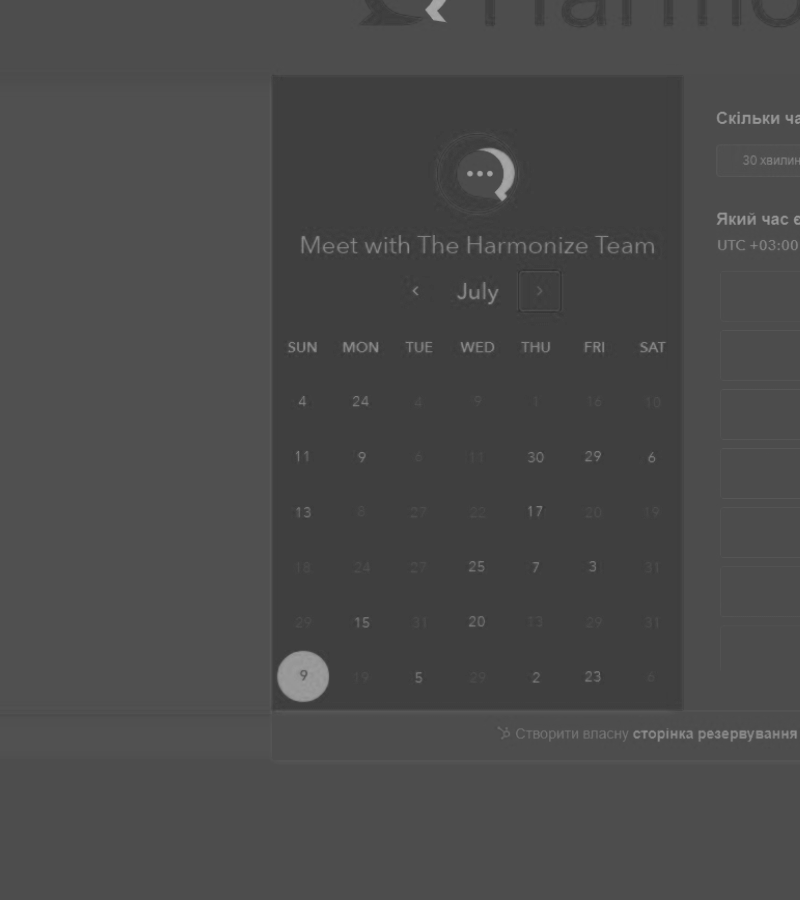 Harmo
Скільки ча
30 хвилин
Meet with The Harmonize Team
Який час є
UTC +03:00
‹ July ›
SUN MON TUE WED THU FRI SAT
4 24 4 9 1 16 10
11 9 6 11 30 29 6
13 8 27 22 17 20 19
18 24 27 25 7 3 31
29 15 31 20 13 29 31
9 19 5 29 2 23 6
Створити власну сторінка резервування